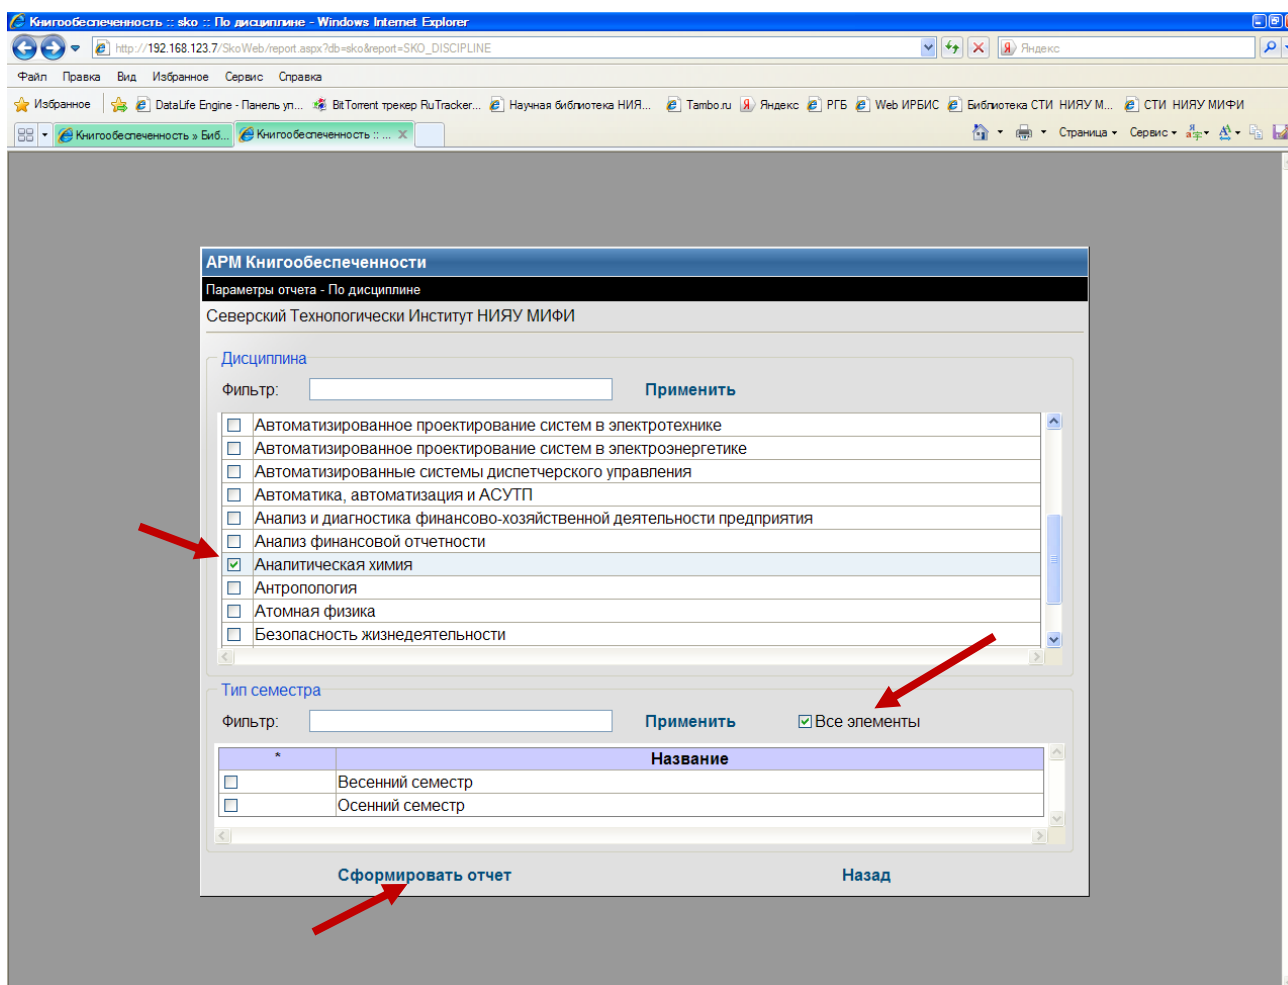 Книгообеспеченность :: sko :: По дисциплине - Windows Internet Explorer
http://192.168.123.7/SkoWeb/report.aspx?db=sko&report=SKO_DISCIPLINE
Яндекс
Файл Правка Вид Избранное Сервис Справка
Избранное DataLife Engine - Панель уп... BitTorrent трекер RuTracker... Научная библиотека НИЯ... Tambo.ru Яндекс РГБ Web ИРБИС Библиотека СТИ НИЯУ М... СТИ НИЯУ МИФИ
Книгообеспеченность » Биб... Книгообеспеченность :: ... Страница Сервис
АРМ Книгообеспеченности
Параметры отчета - По дисциплине
Северский Технологически Институт НИЯУ МИФИ
Дисциплина
Фильтр: Применить
Автоматизированное проектирование систем в электротехнике
Автоматизированное проектирование систем в электроэнергетике
Автоматизированные системы диспетчерского управления
Автоматика, автоматизация и АСУТП
Анализ и диагностика финансово-хозяйственной деятельности предприятия
Анализ финансовой отчетности
Аналитическая химия
Антропология
Атомная физика
Безопасность жизнедеятельности
Тип семестра
Фильтр: Применить Все элементы
* Название
Весенний семестр
Осенний семестр
Сформировать отчет Назад